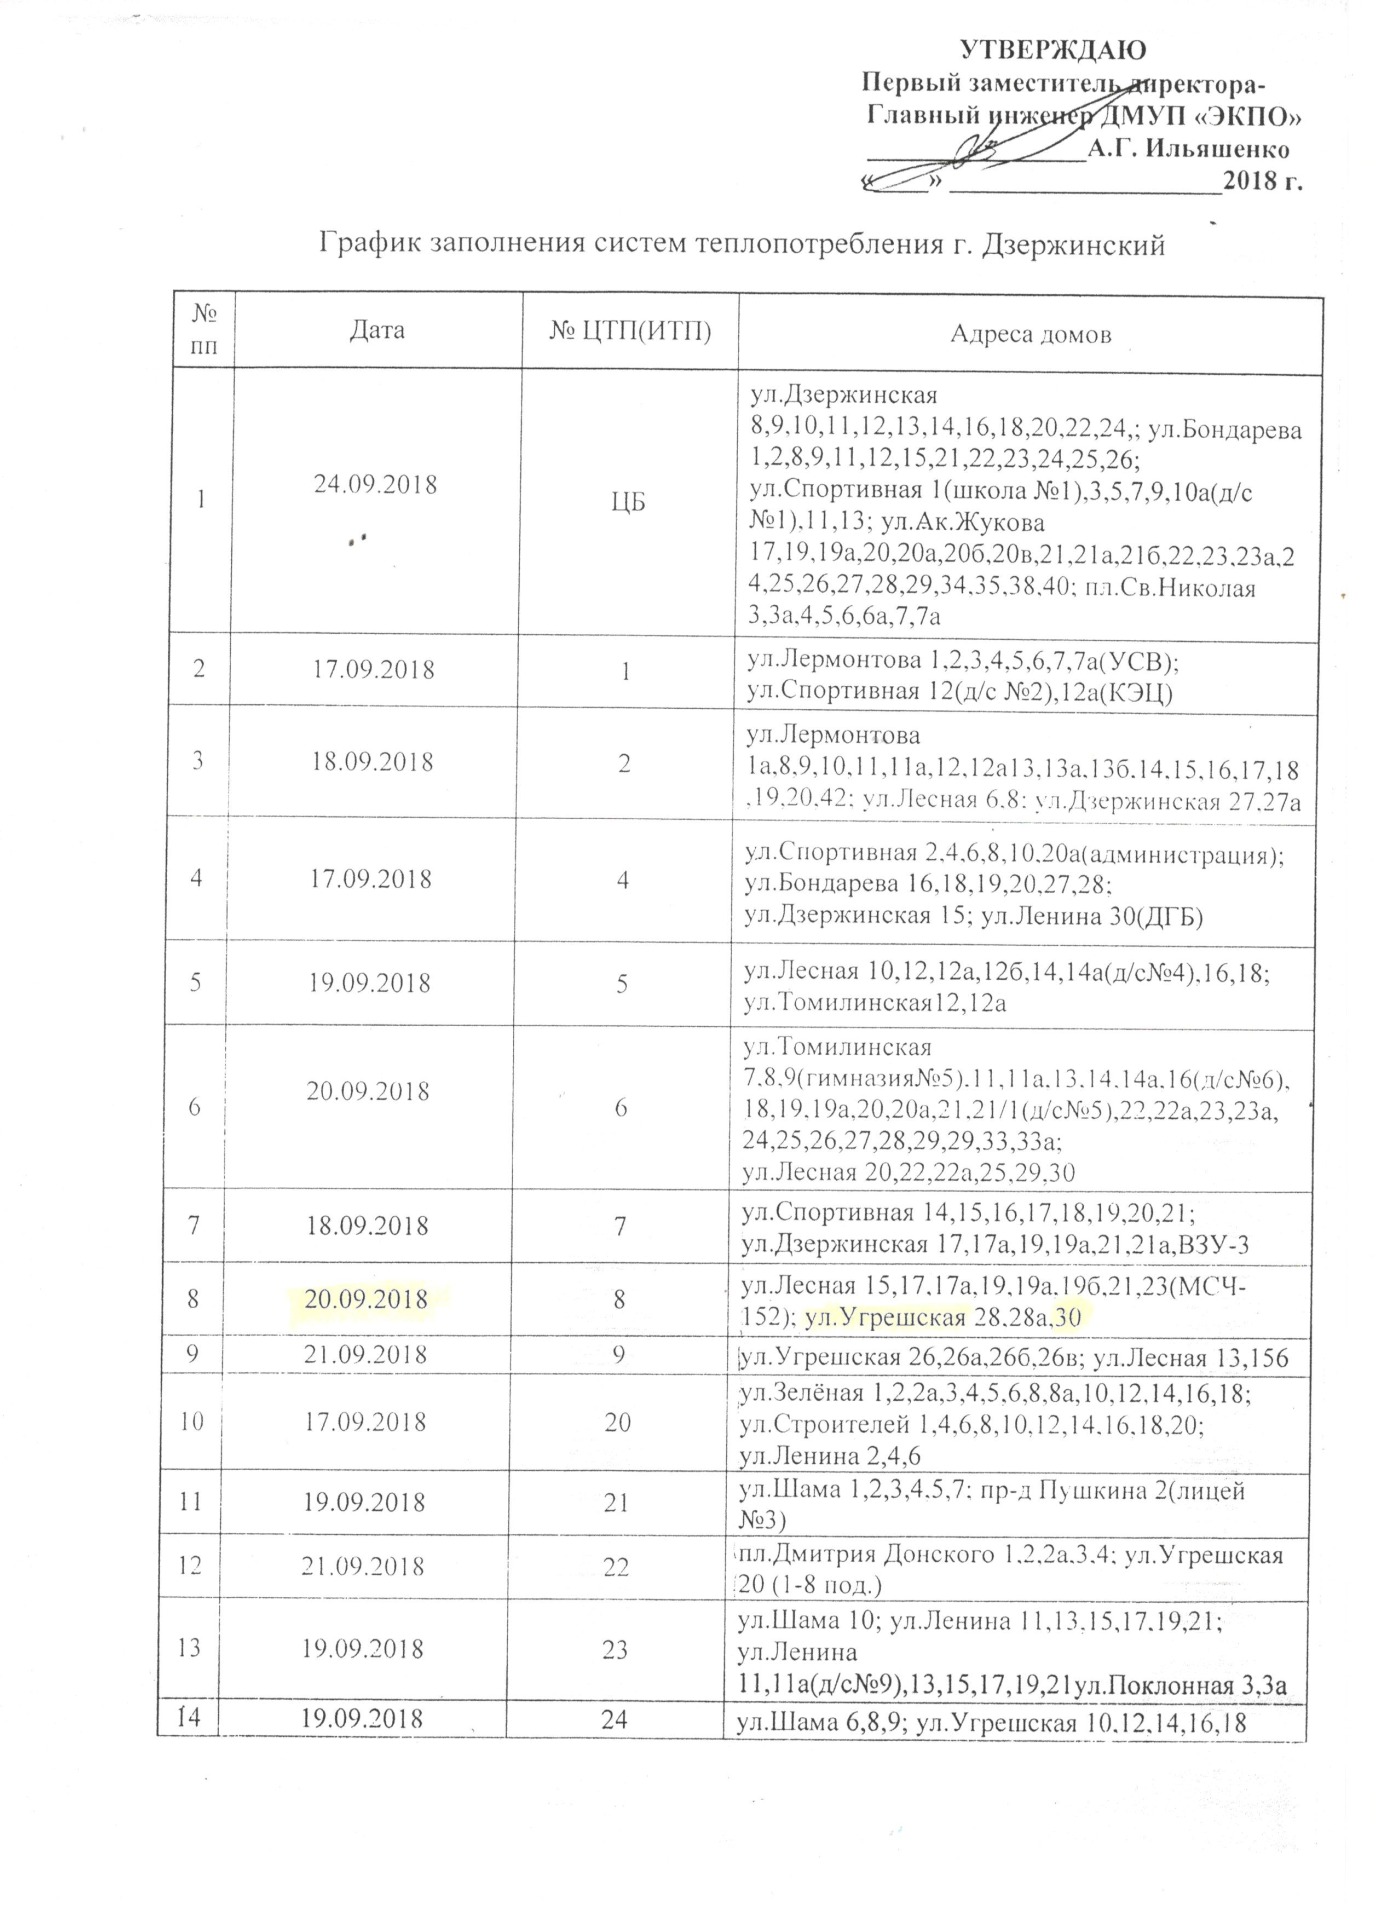 УТВЕРЖДАЮ
Первый заместитель директора-
Главный инженер ДМУП «ЭКПО»
____________________А.Г. Ильяшенко
«____» ____________________2018 г.
График заполнения систем теплопотребления г. Дзержинский
№ пп Дата № ЦТП(ИТП) Адреса домов
1 24.09.2018 ЦБ
ул.Дзержинская
8,9,10,11,12,13,14,16,18,20,22,24,; ул.Бондарева
1,2,8,9,11,12,15,21,22,23,24,25,26;
ул.Спортивная 1(школа №1),3,5,7,9,10а(д/с
№1),11,13; ул.Ак.Жукова
17,19,19а,20,20а,20б,20в,21,21а,21б,22,23,23а,2
4,25,26,27,28,29,34,35,38,40; пл.Св.Николая
3,3а,4,5,6,6а,7,7а
2 17.09.2018 1
ул.Лермонтова 1,2,3,4,5,6,7,7а(УСВ);
ул.Спортивная 12(д/с №2),12а(КЭЦ)
3 18.09.2018 2
ул.Лермонтова
1а,8,9,10,11,11а,12,12а13,13а,13б,14,15,16,17,18
,19,20,42; ул.Лесная 6,8; ул.Дзержинская 27,27а
4 17.09.2018 4
ул.Спортивная 2,4,6,8,10,20а(администрация);
ул.Бондарева 16,18,19,20,27,28;
ул.Дзержинская 15; ул.Ленина 30(ДГБ)
5 19.09.2018 5
ул.Лесная 10,12,12а,12б,14,14а(д/с№4),16,18;
ул.Томилинская12,12а
6 20.09.2018 6
ул.Томилинская
7,8,9(гимназия№5),11,11а,13,14,14а,16(д/с№6),
18,19,19а,20,20а,21,21/1(д/с№5),22,22а,23,23а,
24,25,26,27,28,29,29,33,33а;
ул.Лесная 20,22,22а,25,29,30
7 18.09.2018 7
ул.Спортивная 14,15,16,17,18,19,20,21;
ул.Дзержинская 17,17а,19,19а,21,21а,ВЗУ-3
8 20.09.2018 8
ул.Лесная 15,17,17а,19,19а,19б,21,23(МСЧ-
152); ул.Угрешская 28,28а,30
9 21.09.2018 9 ул.Угрешская 26,26а,26б,26в; ул.Лесная 13,15б
10 17.09.2018 20
ул.Зелёная 1,2,2а,3,4,5,6,8,8а,10,12,14,16,18;
ул.Строителей 1,4,6,8,10,12,14,16,18,20;
ул.Ленина 2,4,6
11 19.09.2018 21
ул.Шама 1,2,3,4,5,7; пр-д Пушкина 2(лицей
№3)
12 21.09.2018 22
пл.Дмитрия Донского 1,2,2а,3,4; ул.Угрешская
20 (1-8 под.)
13 19.09.2018 23
ул.Шама 10; ул.Ленина 11,13,15,17,19,21;
ул.Ленина
11,11а(д/с№9),13,15,17,19,21ул.Поклонная 3,3а
14 19.09.2018 24 ул.Шама 6,8,9; ул.Угрешская 10,12,14,16,18